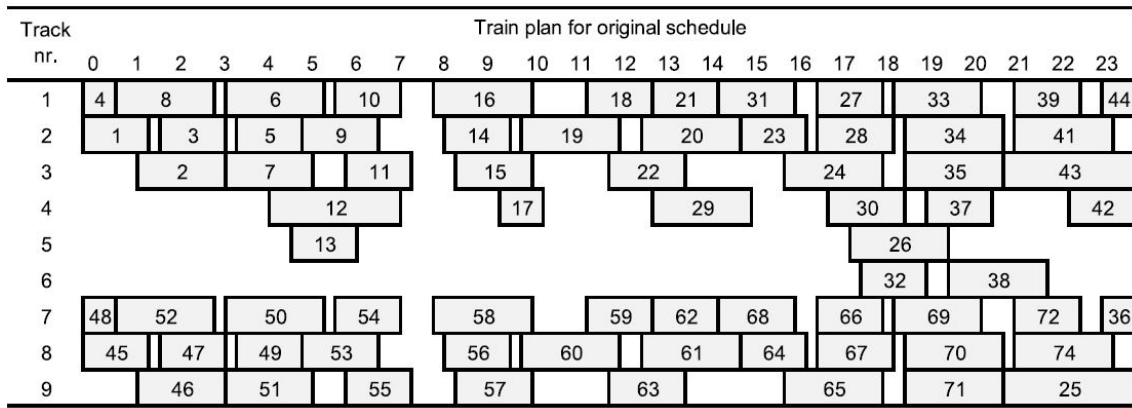 Track Train plan for original schedule
nr. 0 1 2 3 4 5 6 7 8 9 10 11 12 13 14 15 16 17 18 19 20 21 22 23
1 4 8 6 10 16 18 21 31 27 33 39 44
2 1 3 5 9 14 19 20 23 28 34 41
3 2 7 11 15 22 24 35 43
4 12 17 29 30 37 42
5 13 26
6 32 38
7 48 52 50 54 58 59 62 68 66 69 72 36
8 45 47 49 53 56 60 61 64 67 70 74
9 46 51 55 57 63 65 71 25